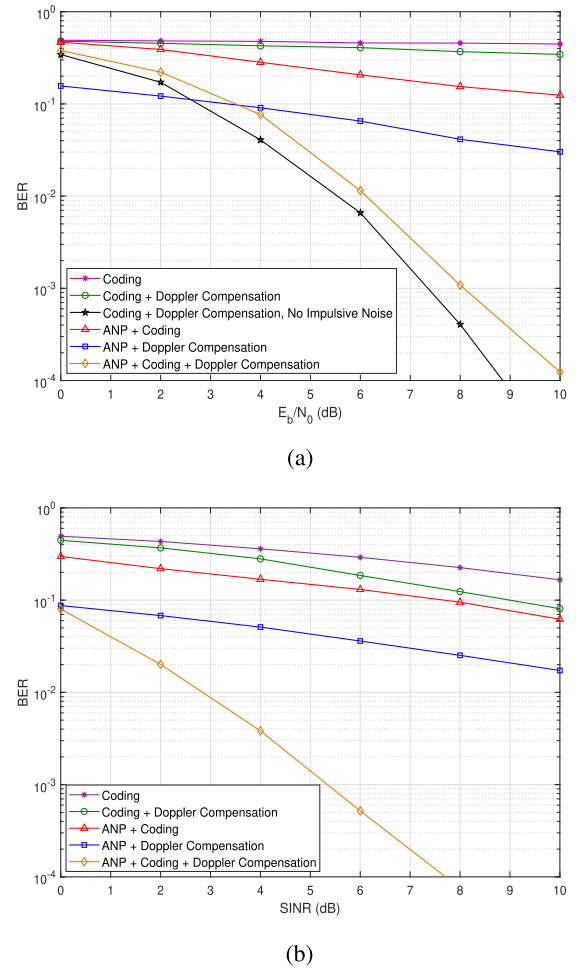 10^0
10^-1
10^-2
10^-3
10^-4
BER
Coding
Coding + Doppler Compensation
Coding + Doppler Compensation, No Impulsive Noise
ANP + Coding
ANP + Doppler Compensation
ANP + Coding + Doppler Compensation
0 1 2 3 4 5 6 7 8 9 10
E_b/N_0 (dB)
(a)
10^0
10^-1
10^-2
10^-3
10^-4
BER
Coding
Coding + Doppler Compensation
ANP + Coding
ANP + Doppler Compensation
ANP + Coding + Doppler Compensation
0 1 2 3 4 5 6 7 8 9 10
SINR (dB)
(b)